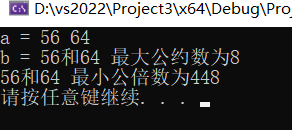 D:\vs2022\Project3\x64\Debug\Proj
a = 56 64
b = 56和64 最大公约数为8
56和64 最小公倍数为448
请按任意键继续. . .